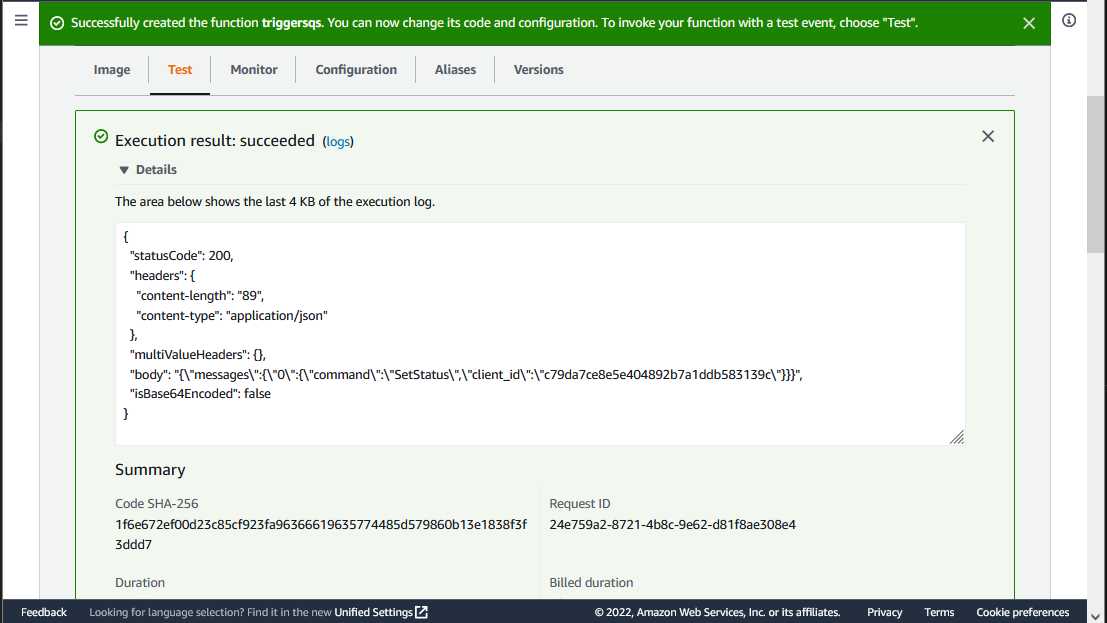 Successfully created the function triggersqs. You can now change its code and configuration. To invoke your function with a test event, choose "Test".
Image Test Monitor Configuration Aliases Versions
Execution result: succeeded (logs)
Details
The area below shows the last 4 KB of the execution log.
{
"statusCode": 200,
"headers": {
"content-length": "89",
"content-type": "application/json"
},
"multiValueHeaders": {},
"body": "{\"messages\":{\"0\":{\"command\":\"SetStatus\",\"client_id\":\"c79da7ce8e5e404892b7a1ddb583139c\"}}}",
"isBase64Encoded": false
}
Summary
Code SHA-256
1f6e672ef00d23c85cf923fa96366619635774485d579860b13e1838f3f
3ddd7
Request ID
24e759a2-8721-4b8c-9e62-d81f8ae308e4
Duration
Billed duration
Feedback Looking for language selection? Find it in the new Unified Settings © 2022, Amazon Web Services, Inc. or its affiliates. Privacy Terms Cookie preferences